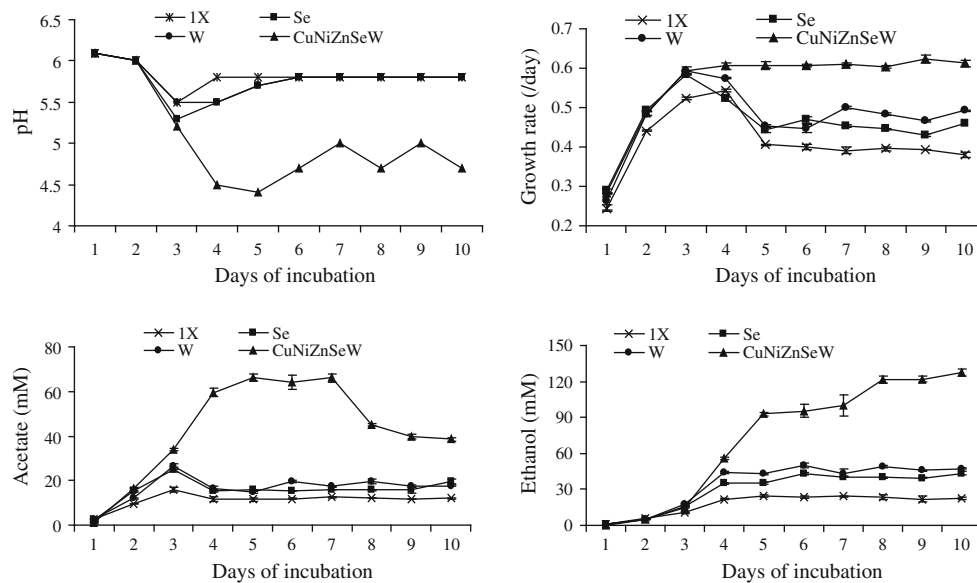 1X Se
W CuNiZnSeW
pH
6.5
6
5.5
5
4.5
4
1 2 3 4 5 6 7 8 9 10
Days of incubation
1X Se
W CuNiZnSeW
Growth rate (/day)
0.7
0.6
0.5
0.4
0.3
0.2
1 2 3 4 5 6 7 8 9 10
Days of incubation
1X Se
W CuNiZnSeW
Acetate (mM)
80
60
40
20
0
1 2 3 4 5 6 7 8 9 10
Days of incubation
1X Se
W CuNiZnSeW
Ethanol (mM)
150
120
90
60
30
0
1 2 3 4 5 6 7 8 9 10
Days of incubation